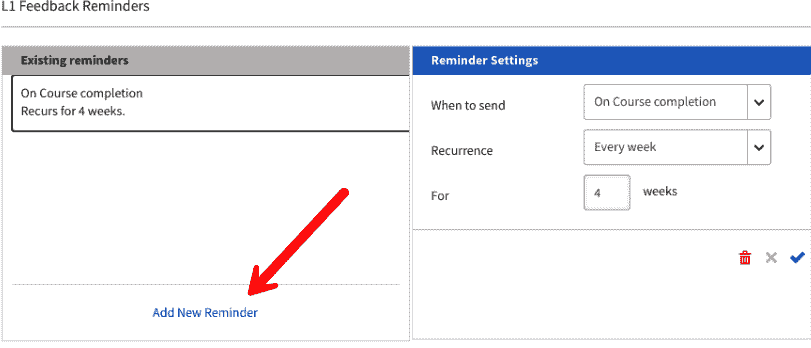 L1 Feedback Reminders
Existing reminders
On Course completion
Recurs for 4 weeks.
Add New Reminder
Reminder Settings
When to send On Course completion
Recurrence Every week
For 4 weeks